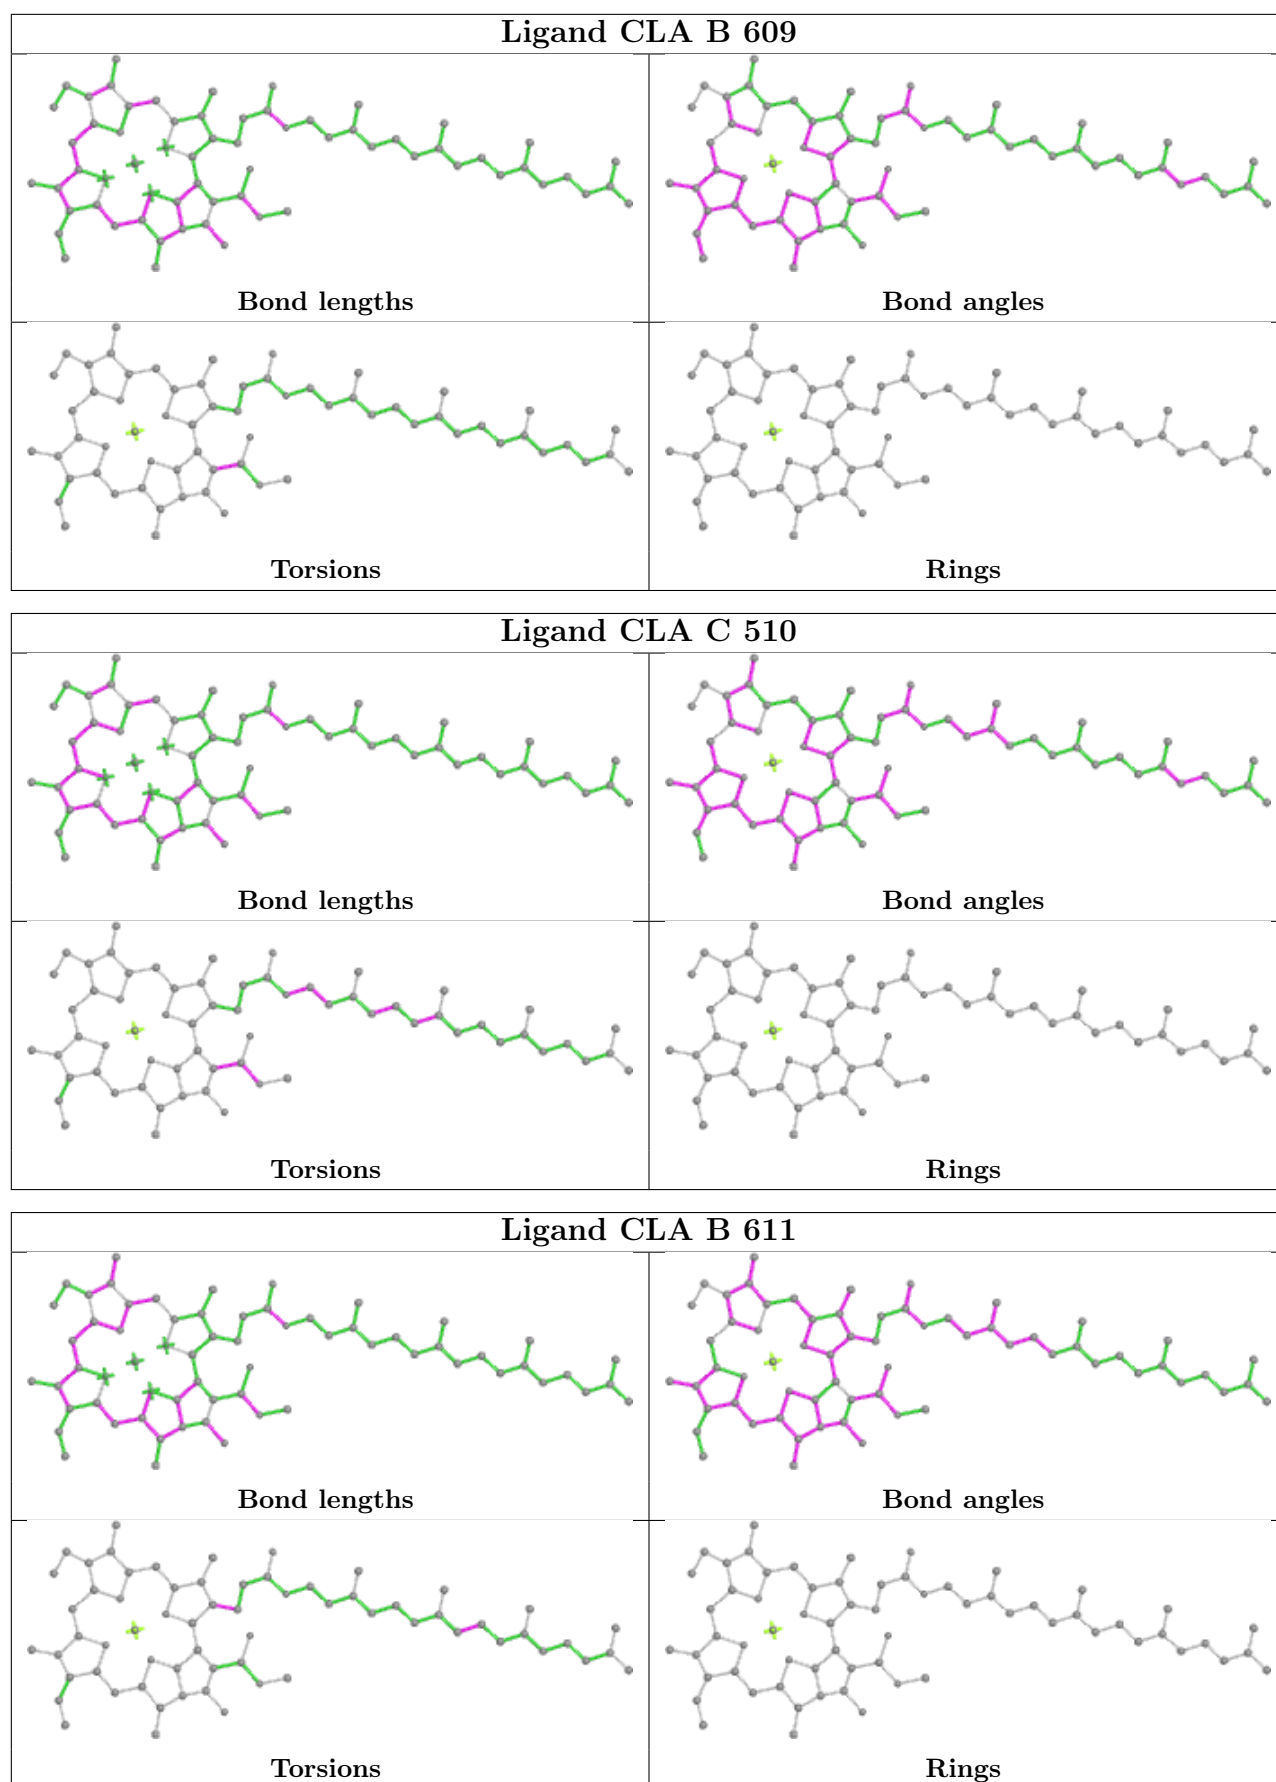 Ligand CLA B 609
Bond lengths
Bond angles
Torsions
Rings
Ligand CLA C 510
Bond lengths
Bond angles
Torsions
Rings
Ligand CLA B 611
Bond lengths
Bond angles
Torsions
Rings